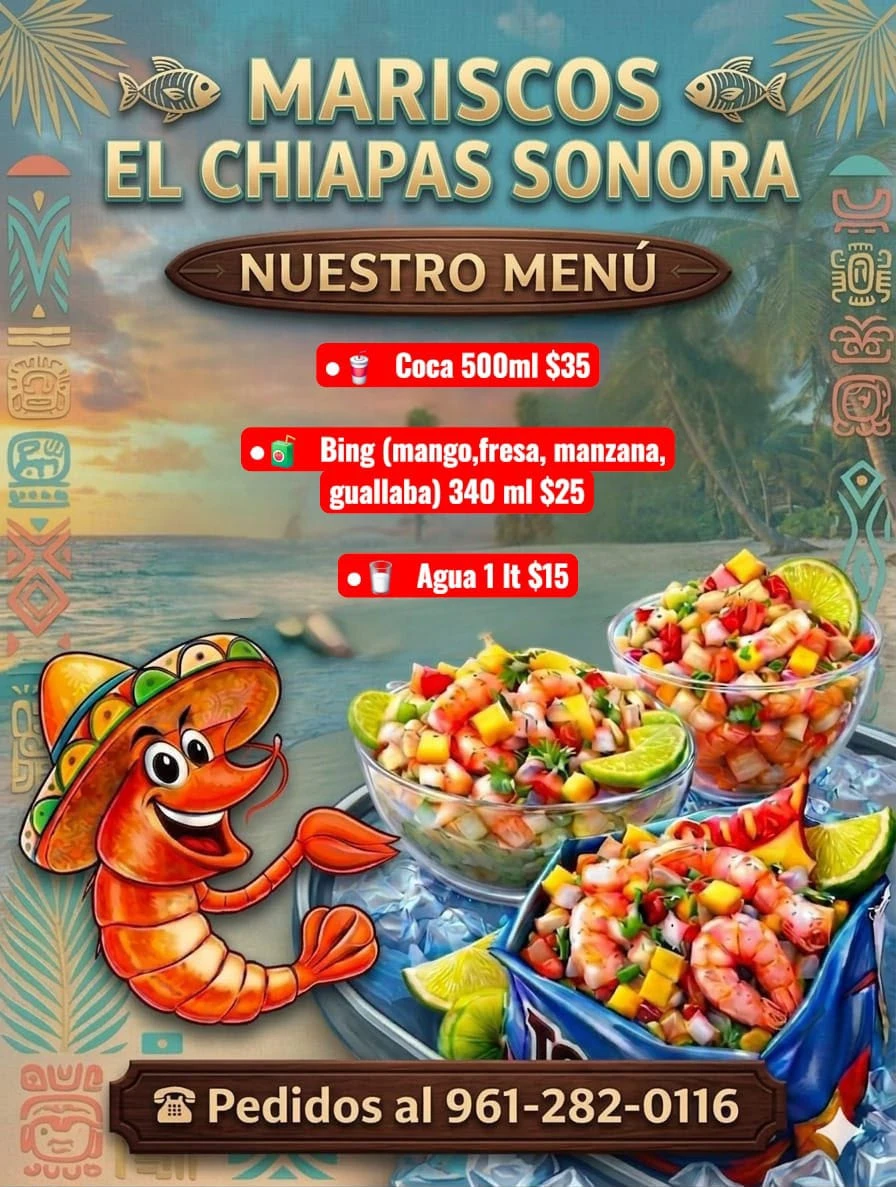 MARISCOS
EL CHIAPAS SONORA
NUESTRO MENÚ
•🥤 Coca 500ml $35
•🧃 Bing (mango,fresa, manzana,
guallaba) 340 ml $25
•🥛 Agua 1 lt $15
☎ Pedidos al 961-282-0116